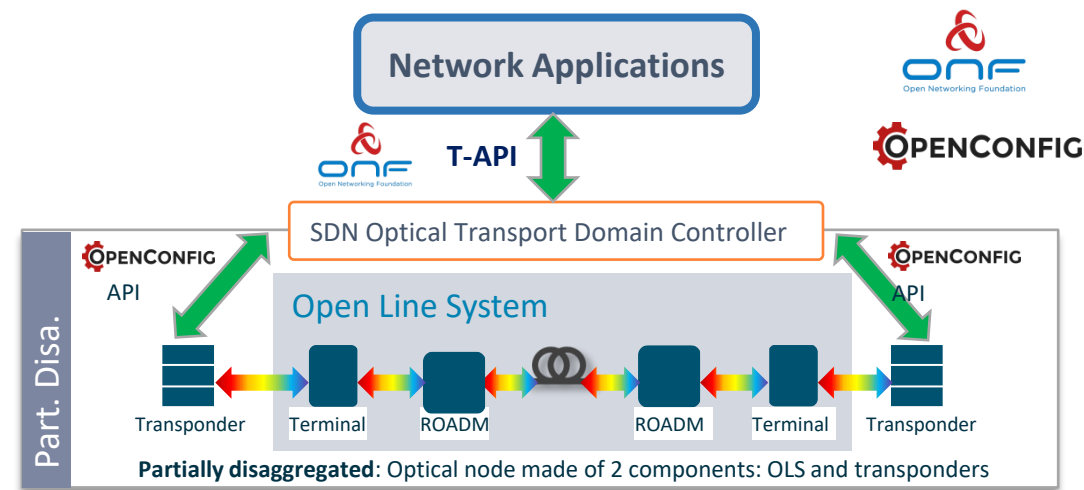 Network Applications
ONF
Open Networking Foundation
OPENCONFIG
ONF
Open Networking Foundation
T-API
SDN Optical Transport Domain Controller
Part. Disa.
OPENCONFIG
API
OPENCONFIG
API
Open Line System
Transponder
Terminal
ROADM
ROADM
Terminal
Transponder
Partially disaggregated: Optical node made of 2 components: OLS and transponders